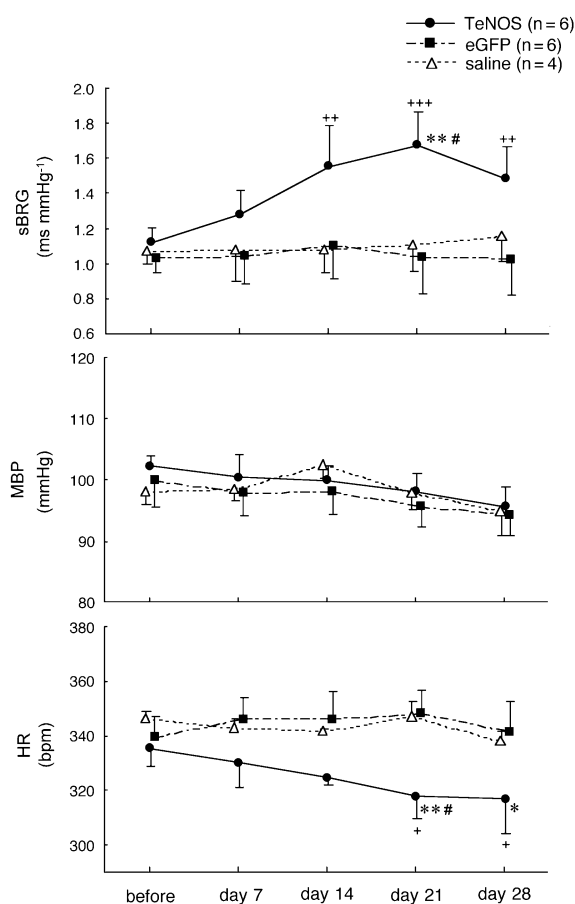 TeNOS (n = 6)
eGFP (n = 6)
saline (n = 4)
2.0
1.8
1.6
1.4
1.2
1.0
0.8
0.6
sBRG
(ms mmHg-1)
++
+++
**#
++
120
110
100
90
80
MBP
(mmHg)
380
360
340
320
300
HR
(bpm)
**#
+
*
+
before
day 7
day 14
day 21
day 28